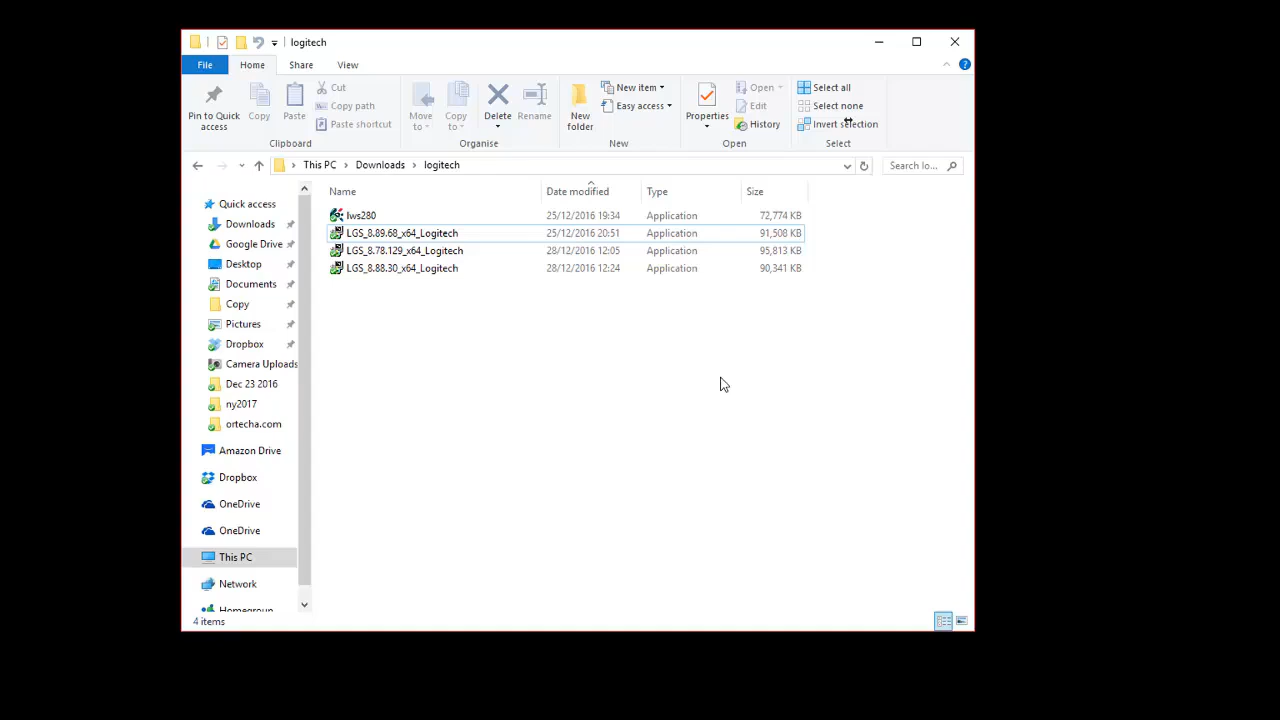 logitech
File Home Share View
Pin to Quick access
Copy
Paste
Cut
Copy path
Paste shortcut
Clipboard
Move to
Copy to
Delete
Rename
Organise
New folder
New item
Easy access
New
Properties
Open
Edit
History
Open
Select all
Select none
Invert selection
Select
This PC Downloads logitech
Search lo...
Name Date modified Type Size
lws280 25/12/2016 19:34 Application 72,774 KB
LGS_8.89.68_x64_Logitech 25/12/2016 20:51 Application 91,508 KB
LGS_8.78.129_x64_Logitech 28/12/2016 12:05 Application 95,813 KB
LGS_8.88.30_x64_Logitech 28/12/2016 12:24 Application 90,341 KB
Quick access
Downloads
Google Drive
Desktop
Documents
Copy
Pictures
Dropbox
Camera Uploads
Dec 23 2016
ny2017
ortecha.com
Amazon Drive
Dropbox
OneDrive
OneDrive
This PC
Network
Homegroup
4 items